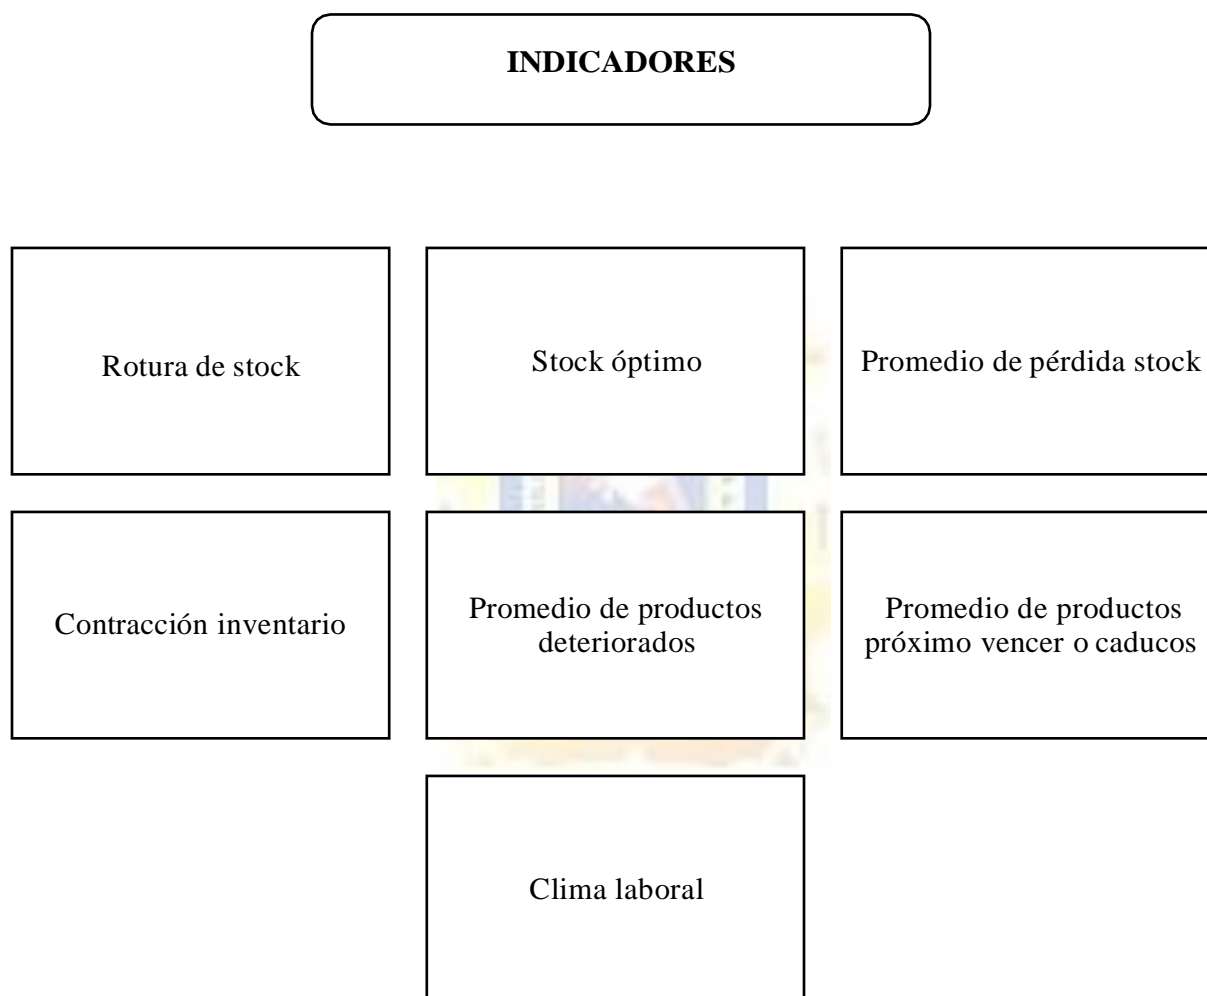 INDICADORES
Rotura de stock
Stock óptimo
Promedio de pérdida stock
Contracción inventario
Promedio de productos
deteriorados
Promedio de productos
próximo vencer o caducos
Clima laboral